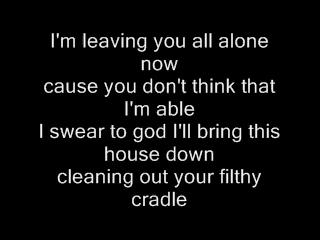 I'm leaving you all alone
now
cause you don't think that
I'm able
I swear to god I'll bring this
house down
cleaning out your filthy
cradle